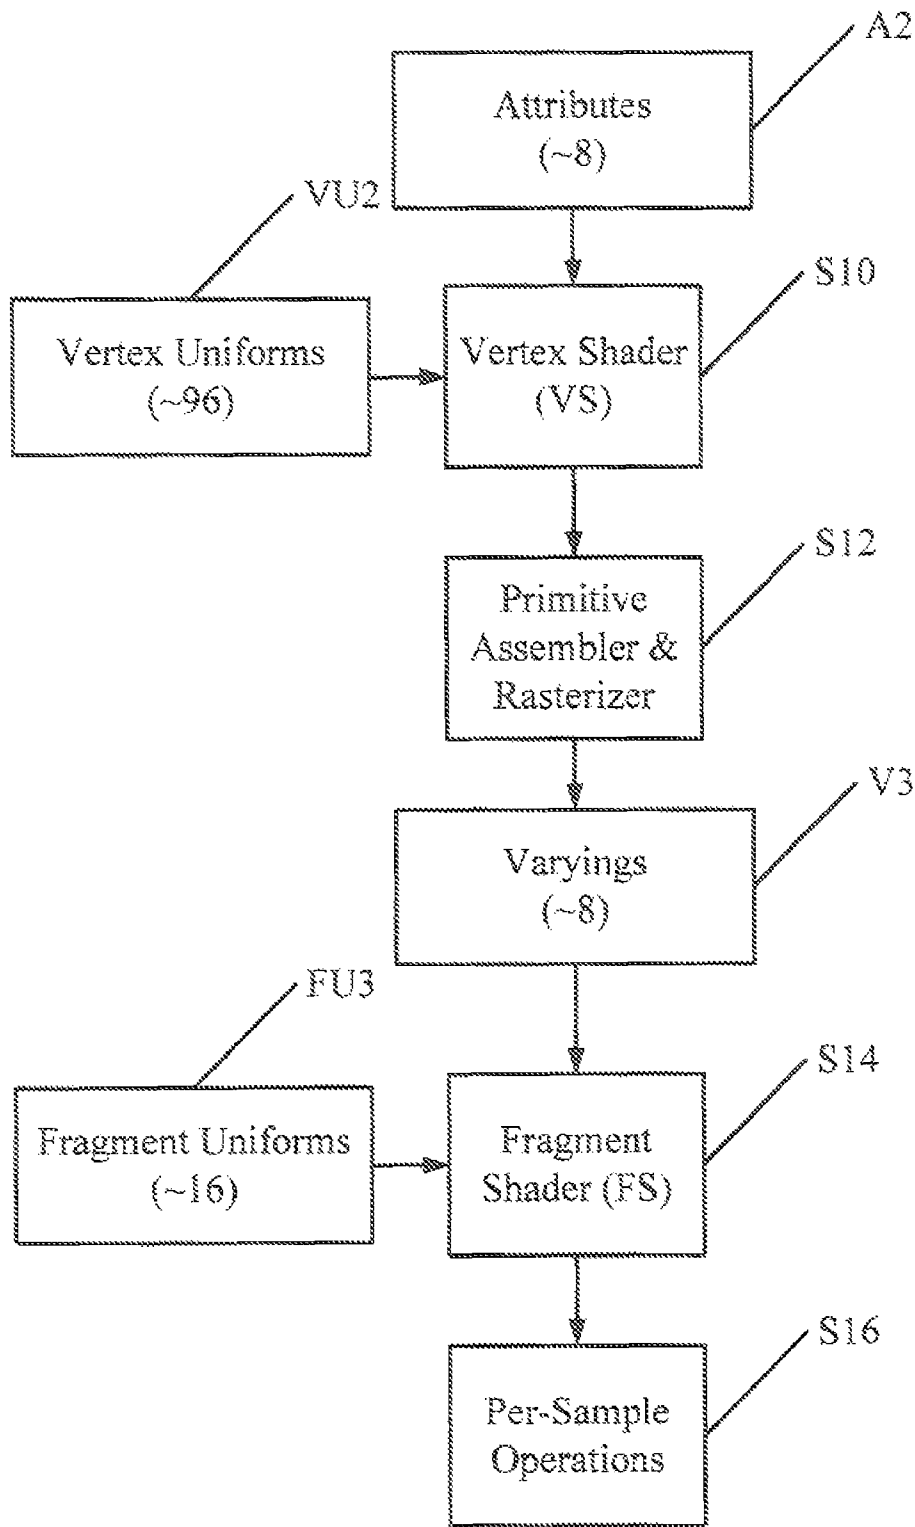 A2
Attributes
(~8)
VU2
S10
Vertex Uniforms
(~96)
Vertex Shader
(VS)
S12
Primitive
Assembler &
Rasterizer
V3
Varyings
(~8)
FU3
S14
Fragment Uniforms
(~16)
Fragment
Shader (FS)
S16
Per-Sample
Operations